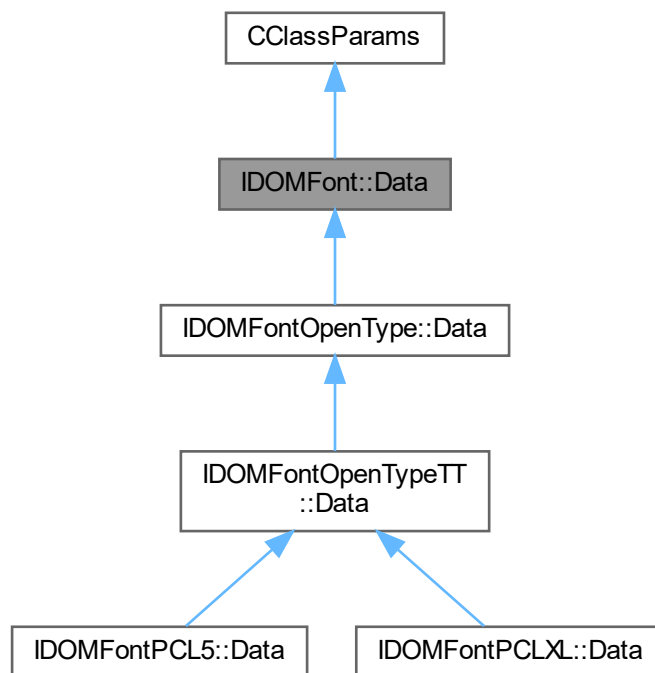 CClassParams
IDOMFont::Data
IDOMFontOpenType::Data
IDOMFontOpenTypeTT
::Data
IDOMFontPCL5::Data
IDOMFontPCLXL::Data